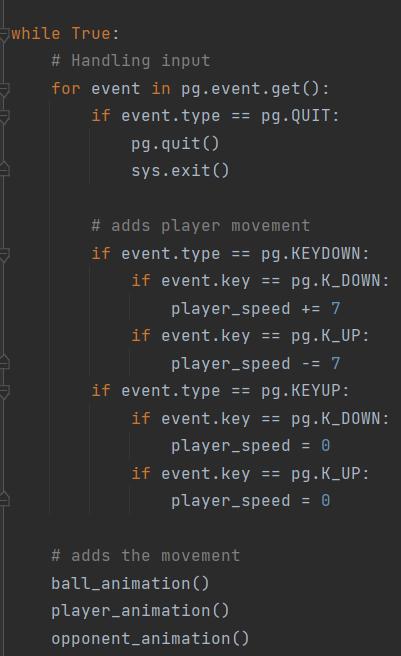 while True:
    # Handling input
    for event in pg.event.get():
        if event.type == pg.QUIT:
            pg.quit()
            sys.exit()

        # adds player movement
        if event.type == pg.KEYDOWN:
            if event.key == pg.K_DOWN:
                player_speed += 7
            if event.key == pg.K_UP:
                player_speed -= 7
        if event.type == pg.KEYUP:
            if event.key == pg.K_DOWN:
                player_speed = 0
            if event.key == pg.K_UP:
                player_speed = 0

    # adds the movement
    ball_animation()
    player_animation()
    opponent_animation()